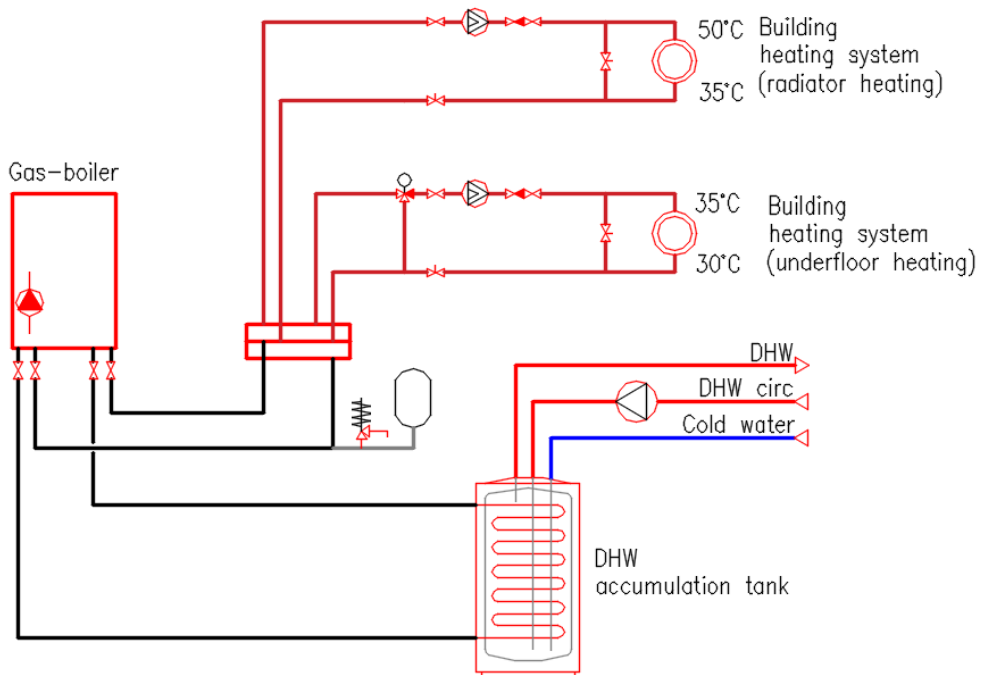 50°C
Building
heating system
(radiator heating)
35°C
Gas-boiler
35°C
Building
heating system
(underfloor heating)
30°C
DHW
DHW circ
Cold water
DHW
accumulation tank